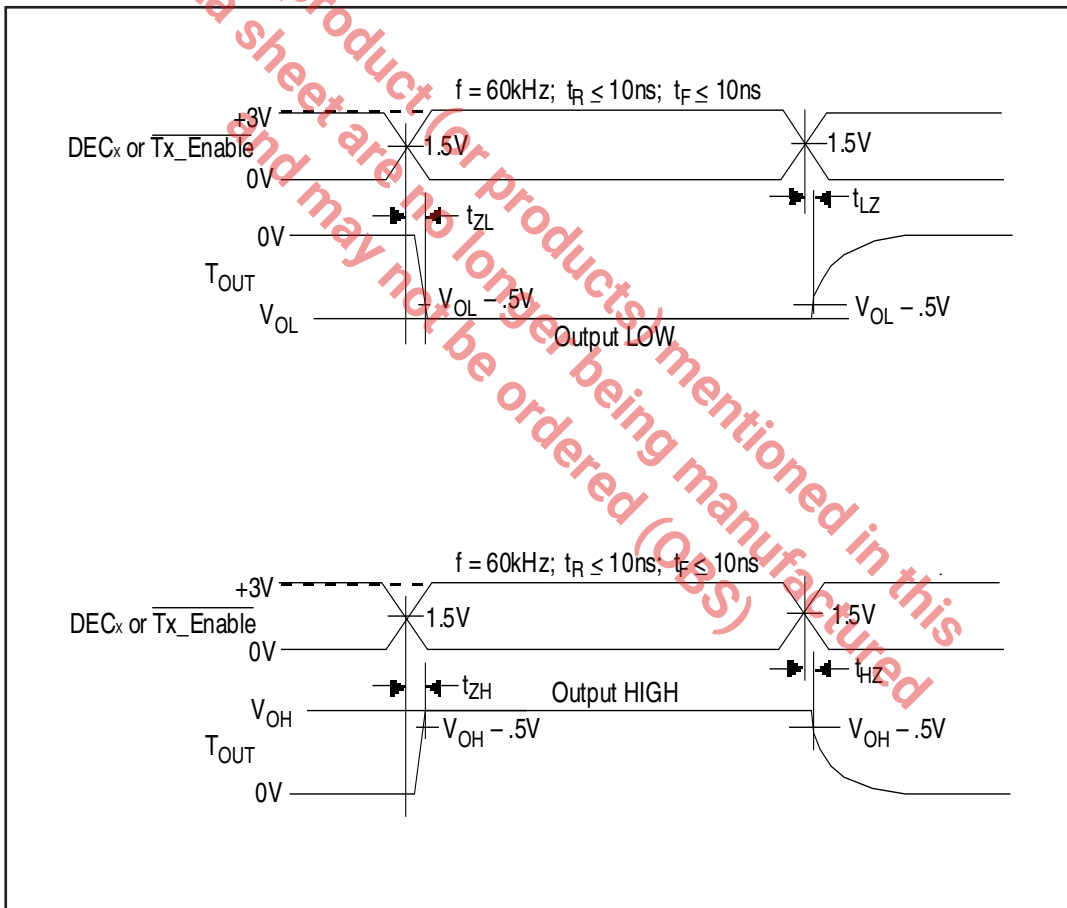 product (or products) mentioned in this
a sheet are no longer being manufactured
and may not be ordered (OBS)
f = 60kHz; tR ≤ 10ns; tF ≤ 10ns
+3V
DECx or Tx_Enable
1.5V
1.5V
0V
tZL
tLZ
0V
TOUT
VOL – .5V
VOL – .5V
VOL
Output LOW
f = 60kHz; tR ≤ 10ns; tF ≤ 10ns
+3V
DECx or Tx_Enable
1.5V
1.5V
0V
tZH
tHZ
VOH
Output HIGH
VOH – .5V
VOH – .5V
TOUT
0V